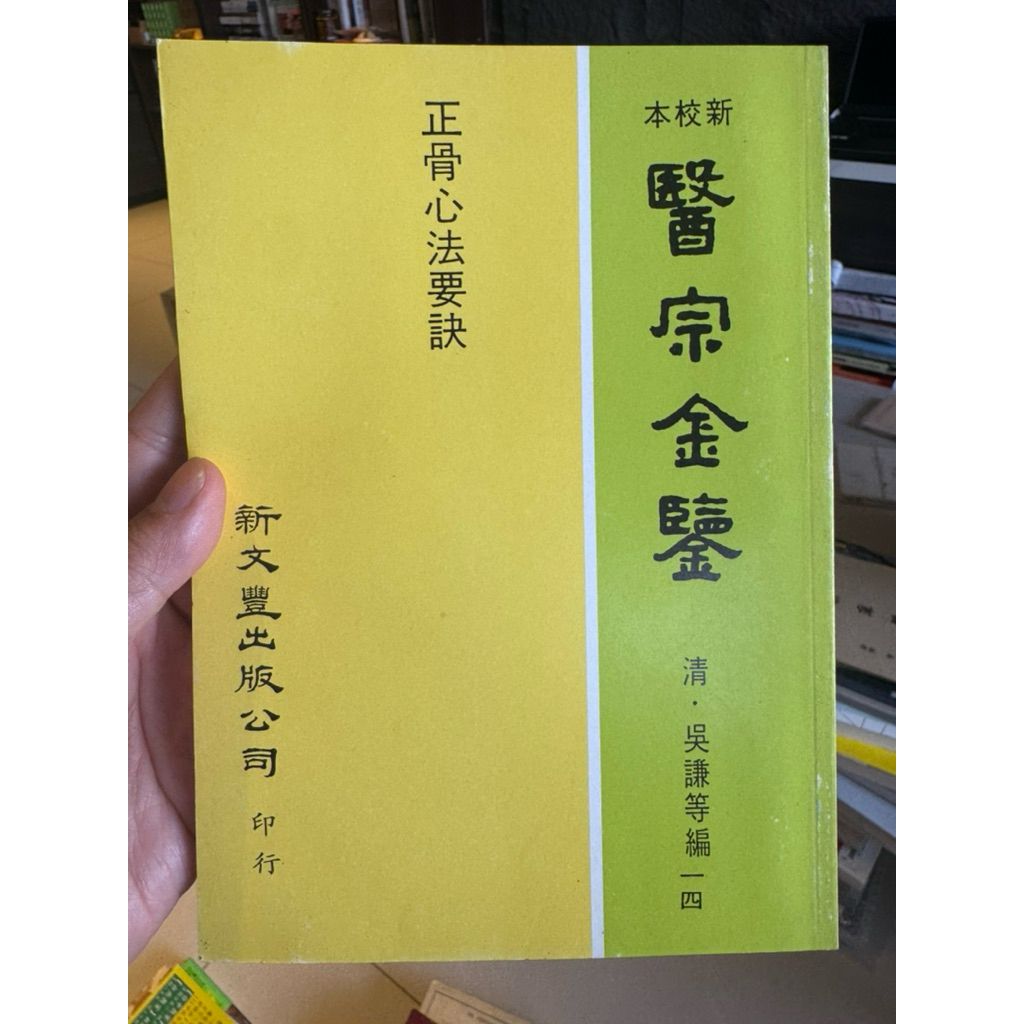 新校本
醫宗金鑒
清·吳謙等編一四
正骨心法要訣
新文豐出版公司
印行